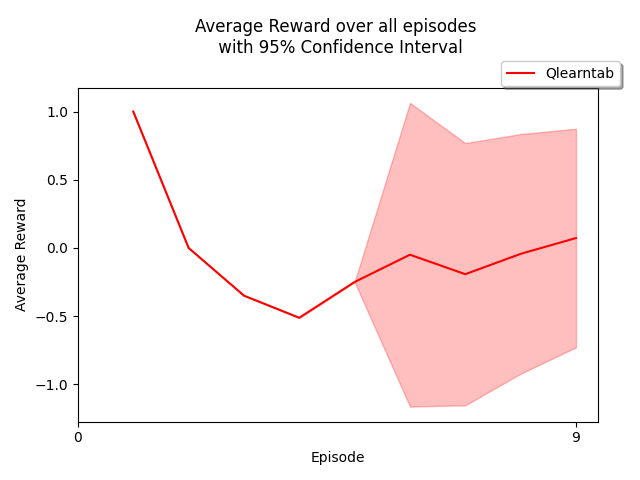 Average Reward over all episodes
with 95% Confidence Interval
Qlearntab
1.0
0.5
0.0
−0.5
−1.0
Average Reward
0
9
Episode